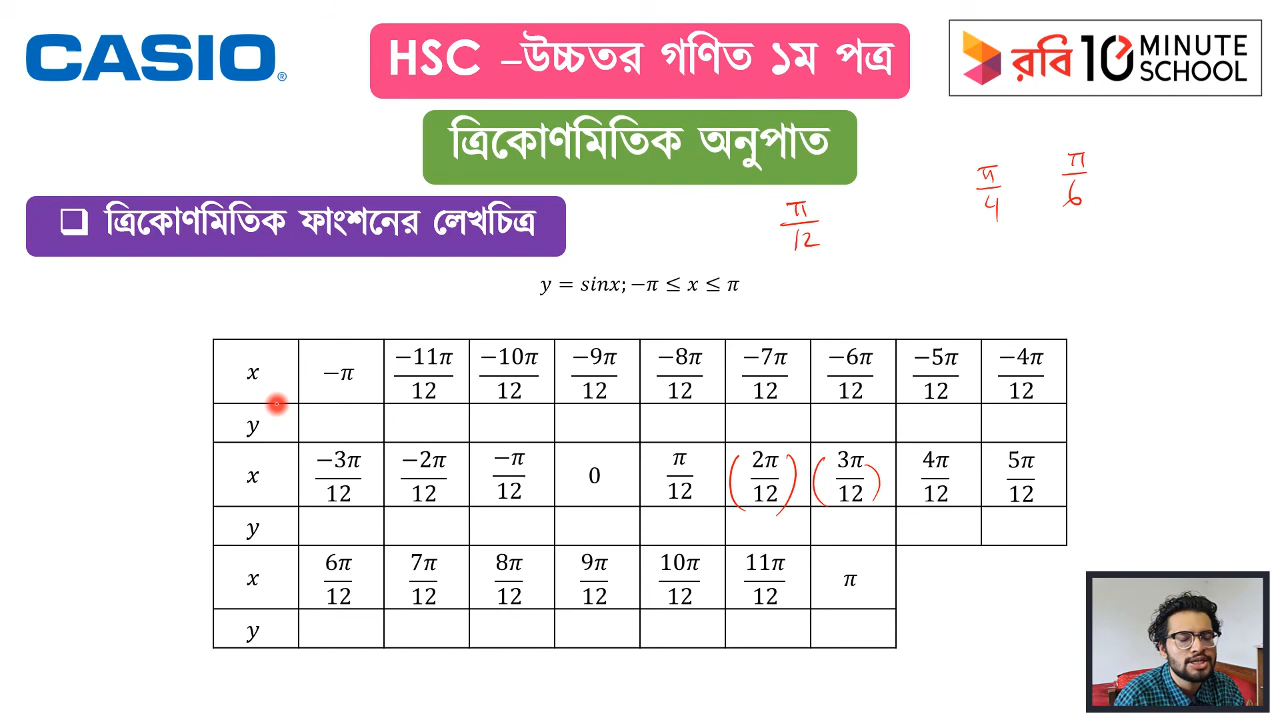 CASIO®
HSC –উচ্চতর গণিত ১ম পত্র
রবি 10 MINUTE SCHOOL
ত্রিকোণমিতিক অনুপাত
π/4 π/6
❑ ত্রিকোণমিতিক ফাংশনের লেখচিত্র
π/12
y = sinx; −π ≤ x ≤ π
x −π −11π/12 −10π/12 −9π/12 −8π/12 −7π/12 −6π/12 −5π/12 −4π/12
y
x −3π/12 −2π/12 −π/12 0 π/12 (2π/12) (3π/12) 4π/12 5π/12
y
x 6π/12 7π/12 8π/12 9π/12 10π/12 11π/12 π
y